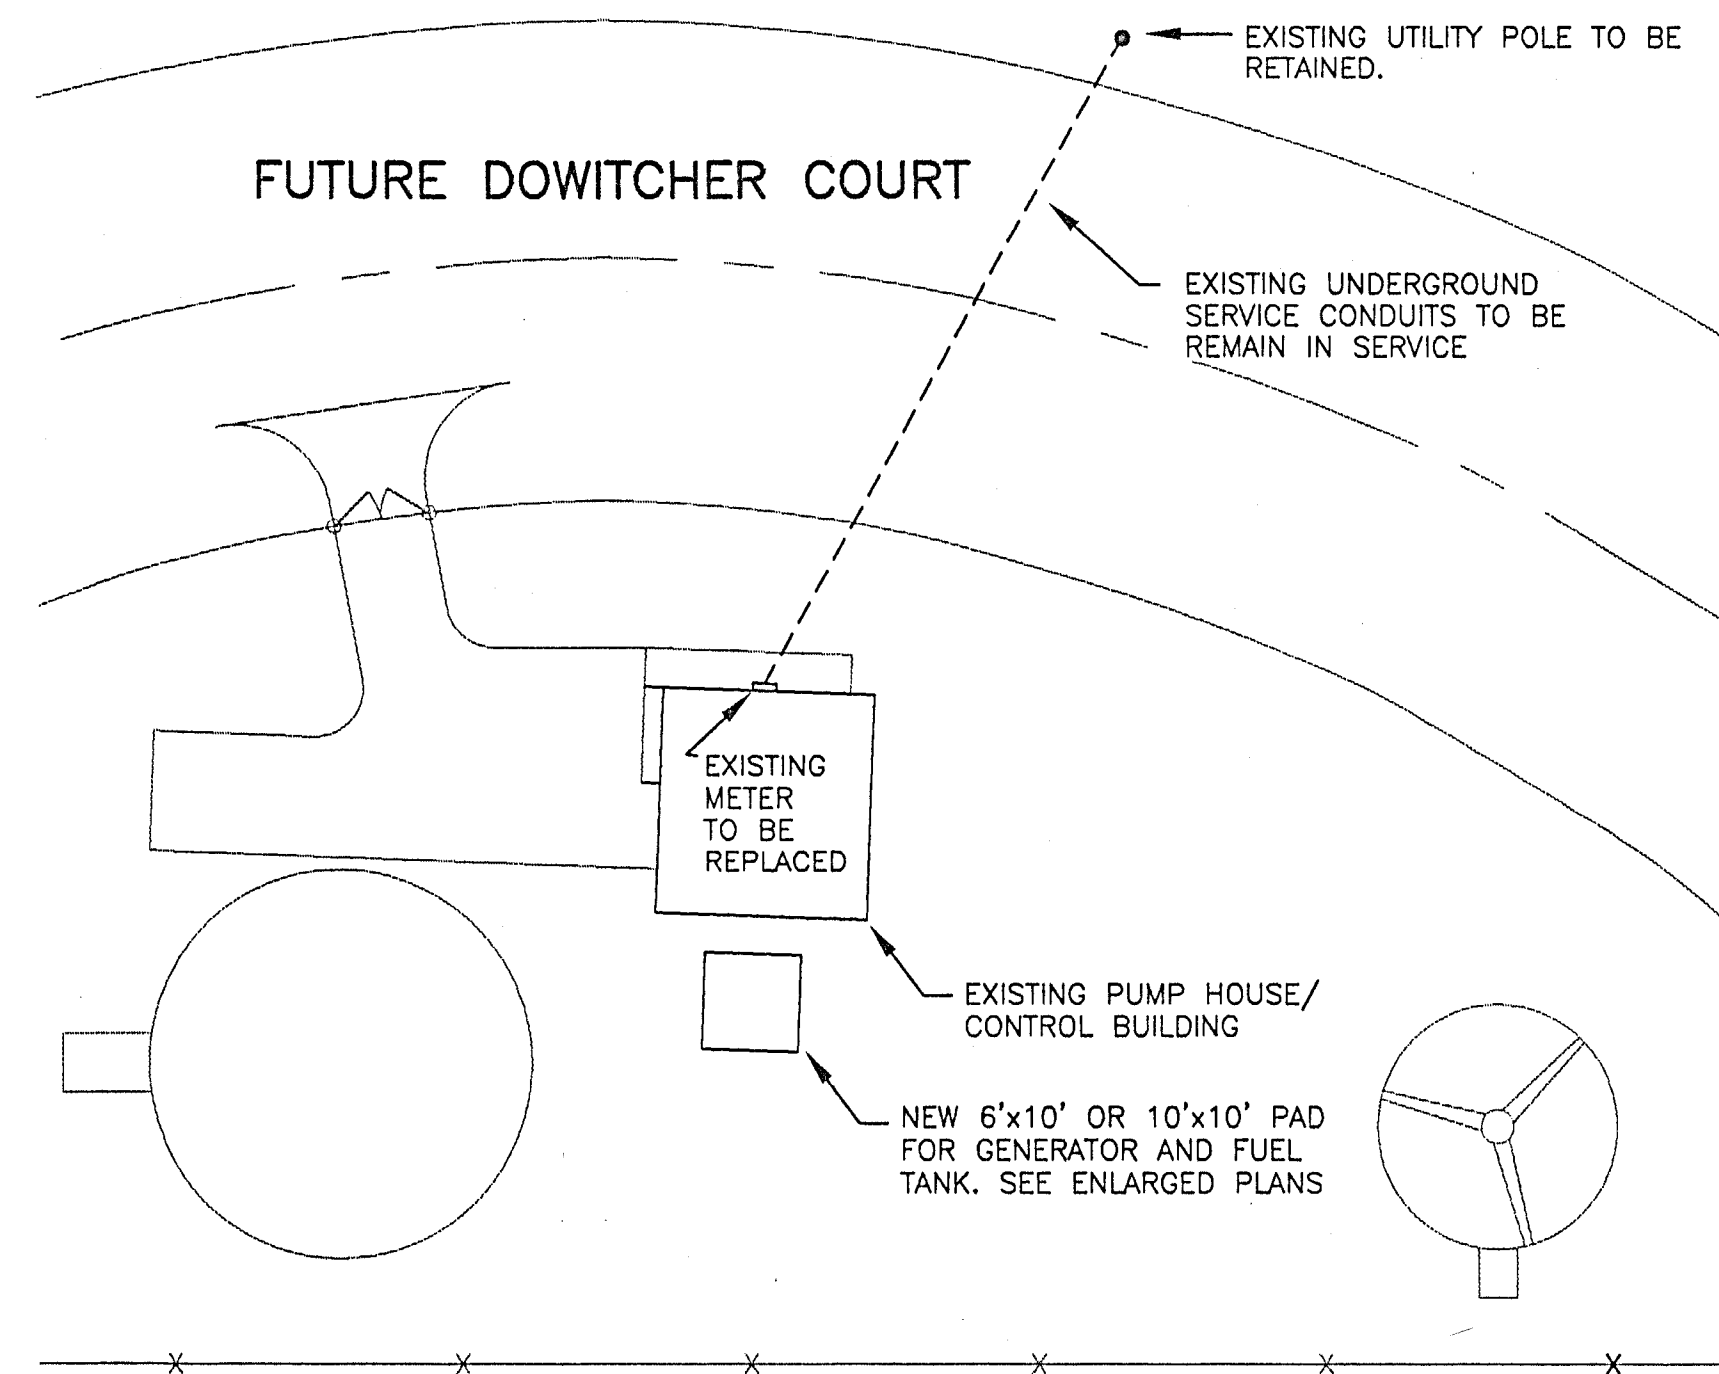 EXISTING UTILITY POLE TO BE
RETAINED.
FUTURE DOWITCHER COURT
EXISTING UNDERGROUND
SERVICE CONDUITS TO BE
REMAIN IN SERVICE
EXISTING
METER
TO BE
REPLACED
EXISTING PUMP HOUSE/
CONTROL BUILDING
NEW 6'x10' OR 10'x10' PAD
FOR GENERATOR AND FUEL
TANK. SEE ENLARGED PLANS